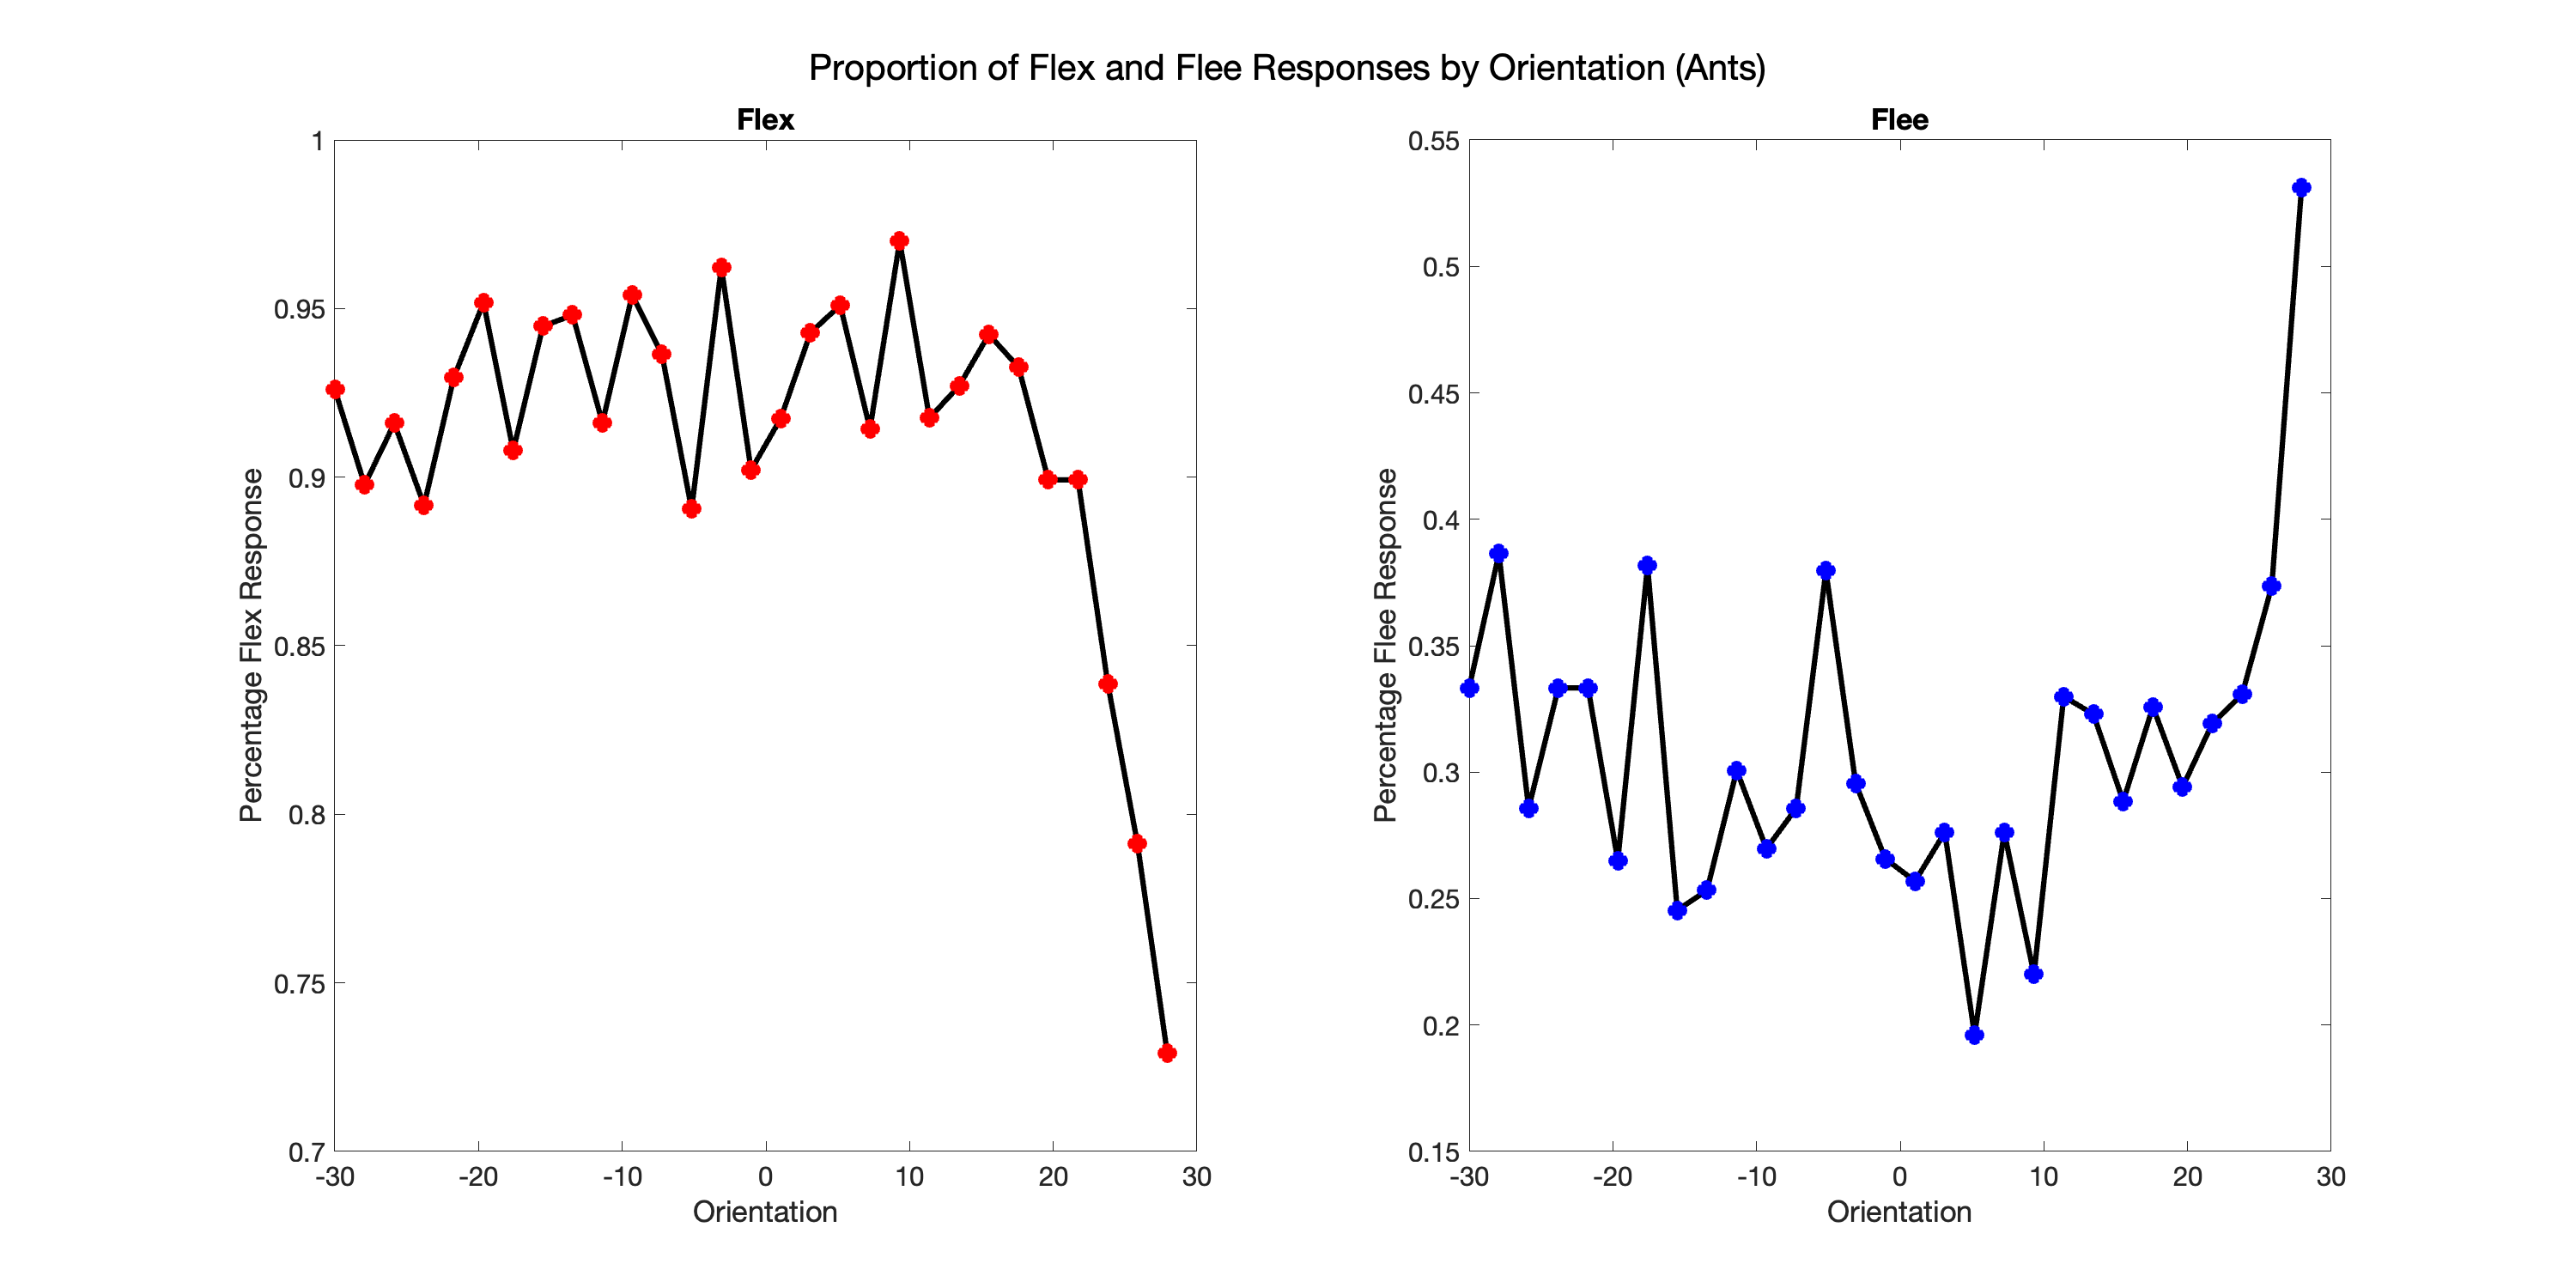 Proportion of Flex and Flee Responses by Orientation (Ants)
Flex
1
0.95
0.9
0.85
0.8
0.75
0.7
Percentage Flex Response
-30 -20 -10 0 10 20 30
Orientation
Flee
0.55
0.5
0.45
0.4
0.35
0.3
0.25
0.2
0.15
Percentage Flee Response
-30 -20 -10 0 10 20 30
Orientation